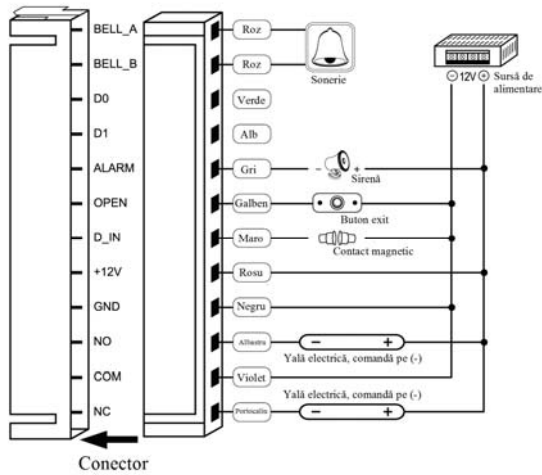 BELL_A
Roz
BELL_B
Roz
Sonerie
− 12V + Sursă de
alimentare
D0
Verde
D1
Alb
ALARM
Gri
− +
Sirenă
OPEN
Galben
Buton exit
D_IN
Maro
Contact magnetic
+12V
Rosu
GND
Negru
NO
Albastru
− +
Yală electrică, comandă pe (-)
COM
Violet
Yală electrică, comandă pe (-)
NC
Portocaliu
− +
Conector